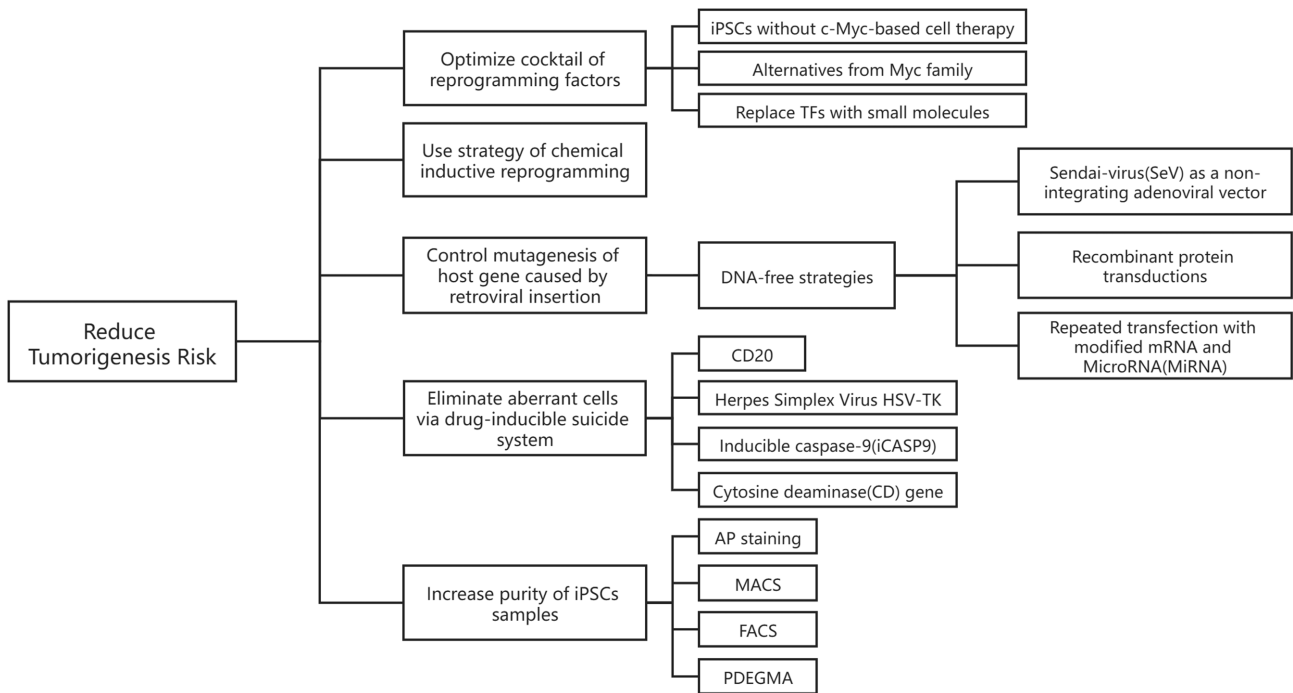 Reduce
Tumorigenesis Risk
Optimize cocktail of
reprogramming factors
iPSCs without c-Myc-based cell therapy
Alternatives from Myc family
Replace TFs with small molecules
Use strategy of chemical
inductive reprogramming
Control mutagenesis of
host gene caused by
retroviral insertion
DNA-free strategies
Sendai-virus(SeV) as a non-
integrating adenoviral vector
Recombinant protein
transductions
Repeated transfection with
modified mRNA and
MicroRNA(MiRNA)
Eliminate aberrant cells
via drug-inducible suicide
system
CD20
Herpes Simplex Virus HSV-TK
Inducible caspase-9(iCASP9)
Cytosine deaminase(CD) gene
Increase purity of iPSCs
samples
AP staining
MACS
FACS
PDEGMA